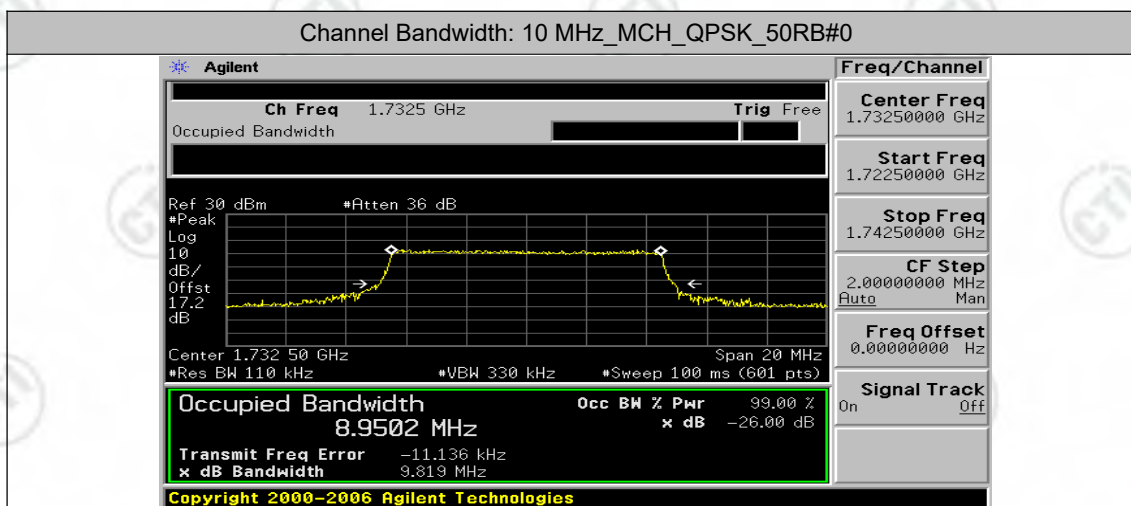 Channel Bandwidth: 10 MHz_MCH_QPSK_50RB#0
Agilent
Freq/Channel
Ch Freq 1.7325 GHz Trig Free
Occupied Bandwidth
Center Freq
1.73250000 GHz
Start Freq
1.72250000 GHz
Stop Freq
1.74250000 GHz
CF Step
2.00000000 MHz
Auto Man
Freq Offset
0.00000000 Hz
Signal Track
On Off
Ref 30 dBm #Atten 36 dB
#Peak
Log
10
dB/
Offst
17.2
dB
Center 1.732 50 GHz Span 20 MHz
#Res BW 110 kHz #VBW 330 kHz #Sweep 100 ms (601 pts)
Occupied Bandwidth Occ BW % Pwr 99.00 %
8.9502 MHz x dB -26.00 dB
Transmit Freq Error -11.136 kHz
x dB Bandwidth 9.819 MHz
Copyright 2000-2006 Agilent Technologies